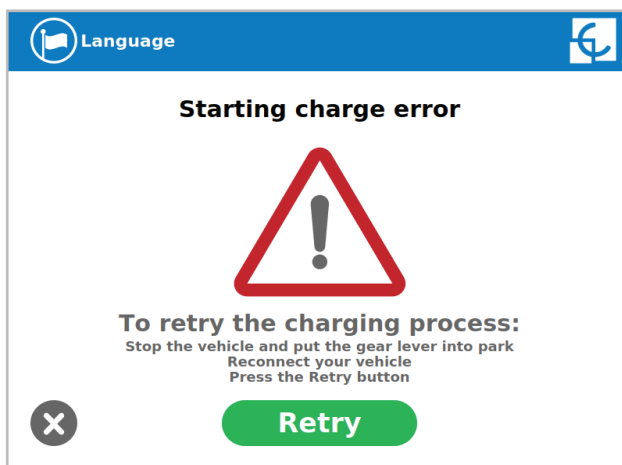 Language
Starting charge error
To retry the charging process:
Stop the vehicle and put the gear lever into park
Reconnect your vehicle
Press the Retry button
Retry